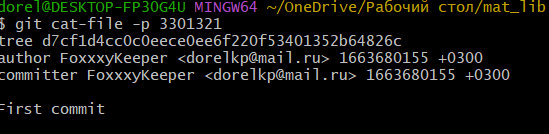 dorel@DESKTOP-FP30G4U MINGW64 ~/OneDrive/Рабочий стол/mat_lib
$ git cat-file -p 3301321
tree d7cf1d4cc0c0eece0ee6f220f53401352b64826c
author FoxxxyKeeper <dorelkp@mail.ru> 1663680155 +0300
committer FoxxxyKeeper <dorelkp@mail.ru> 1663680155 +0300
First commit